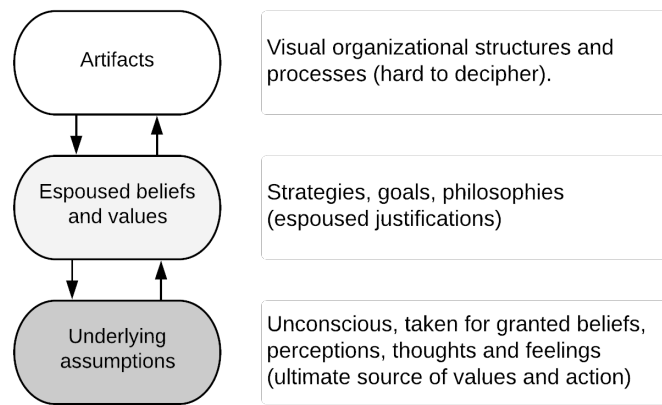 Artifacts
Visual organizational structures and
processes (hard to decipher).
Espoused beliefs
and values
Strategies, goals, philosophies
(espoused justifications)
Underlying
assumptions
Unconscious, taken for granted beliefs,
perceptions, thoughts and feelings
(ultimate source of values and action)